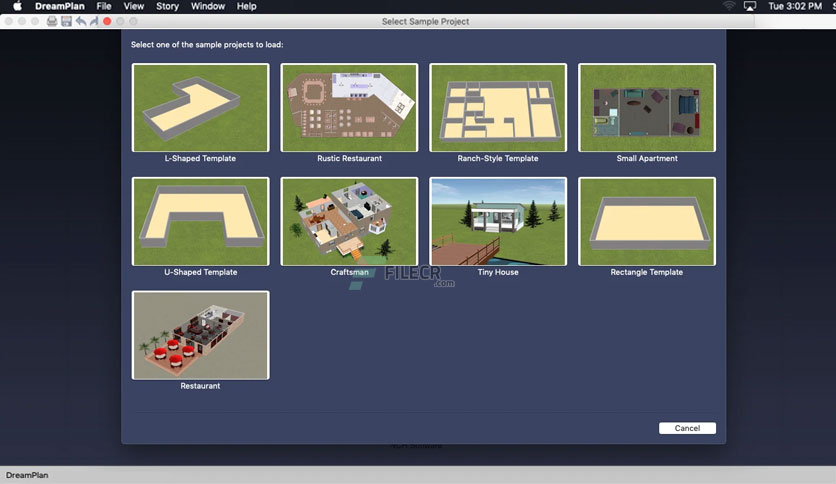 DreamPlan File View Story Window Help Tue 3:02 PM
Select Sample Project
Select one of the sample projects to load:
L-Shaped Template Rustic Restaurant Ranch-Style Template Small Apartment
U-Shaped Template Craftsman Tiny House Rectangle Template
FILECR
.com
Restaurant
Cancel
DreamPlan